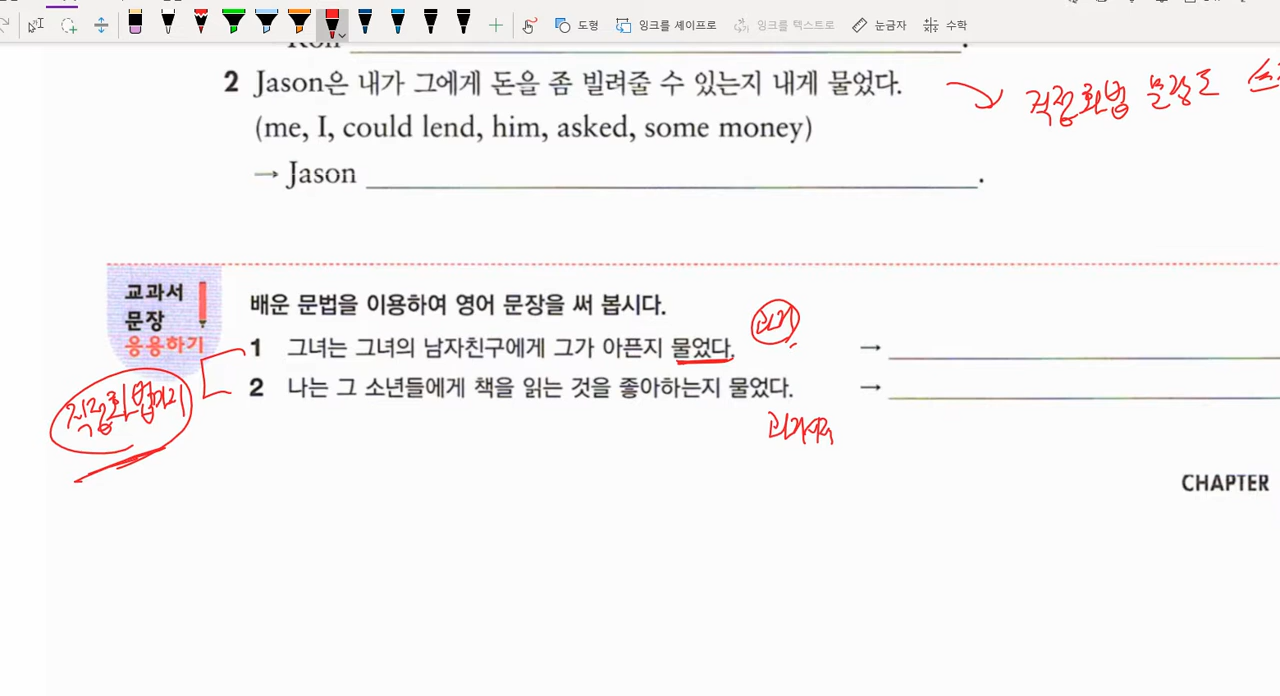 도형
잉크를 셰이프로
잉크를 텍스트로
눈금자
수학
2 Jason은 내가 그에게 돈을 좀 빌려줄 수 있는지 내게 물었다.
직접화법 문장도
(me, I, could lend, him, asked, some money)
→ Jason .
교과서
문장
응용하기
배운 문법을 이용하여 영어 문장을 써 봅시다.
과거
1 그녀는 그녀의 남자친구에게 그가 아픈지 물었다. →
2 나는 그 소년들에게 책을 읽는 것을 좋아하는지 물었다. →
직접화법까지
CHAPTER